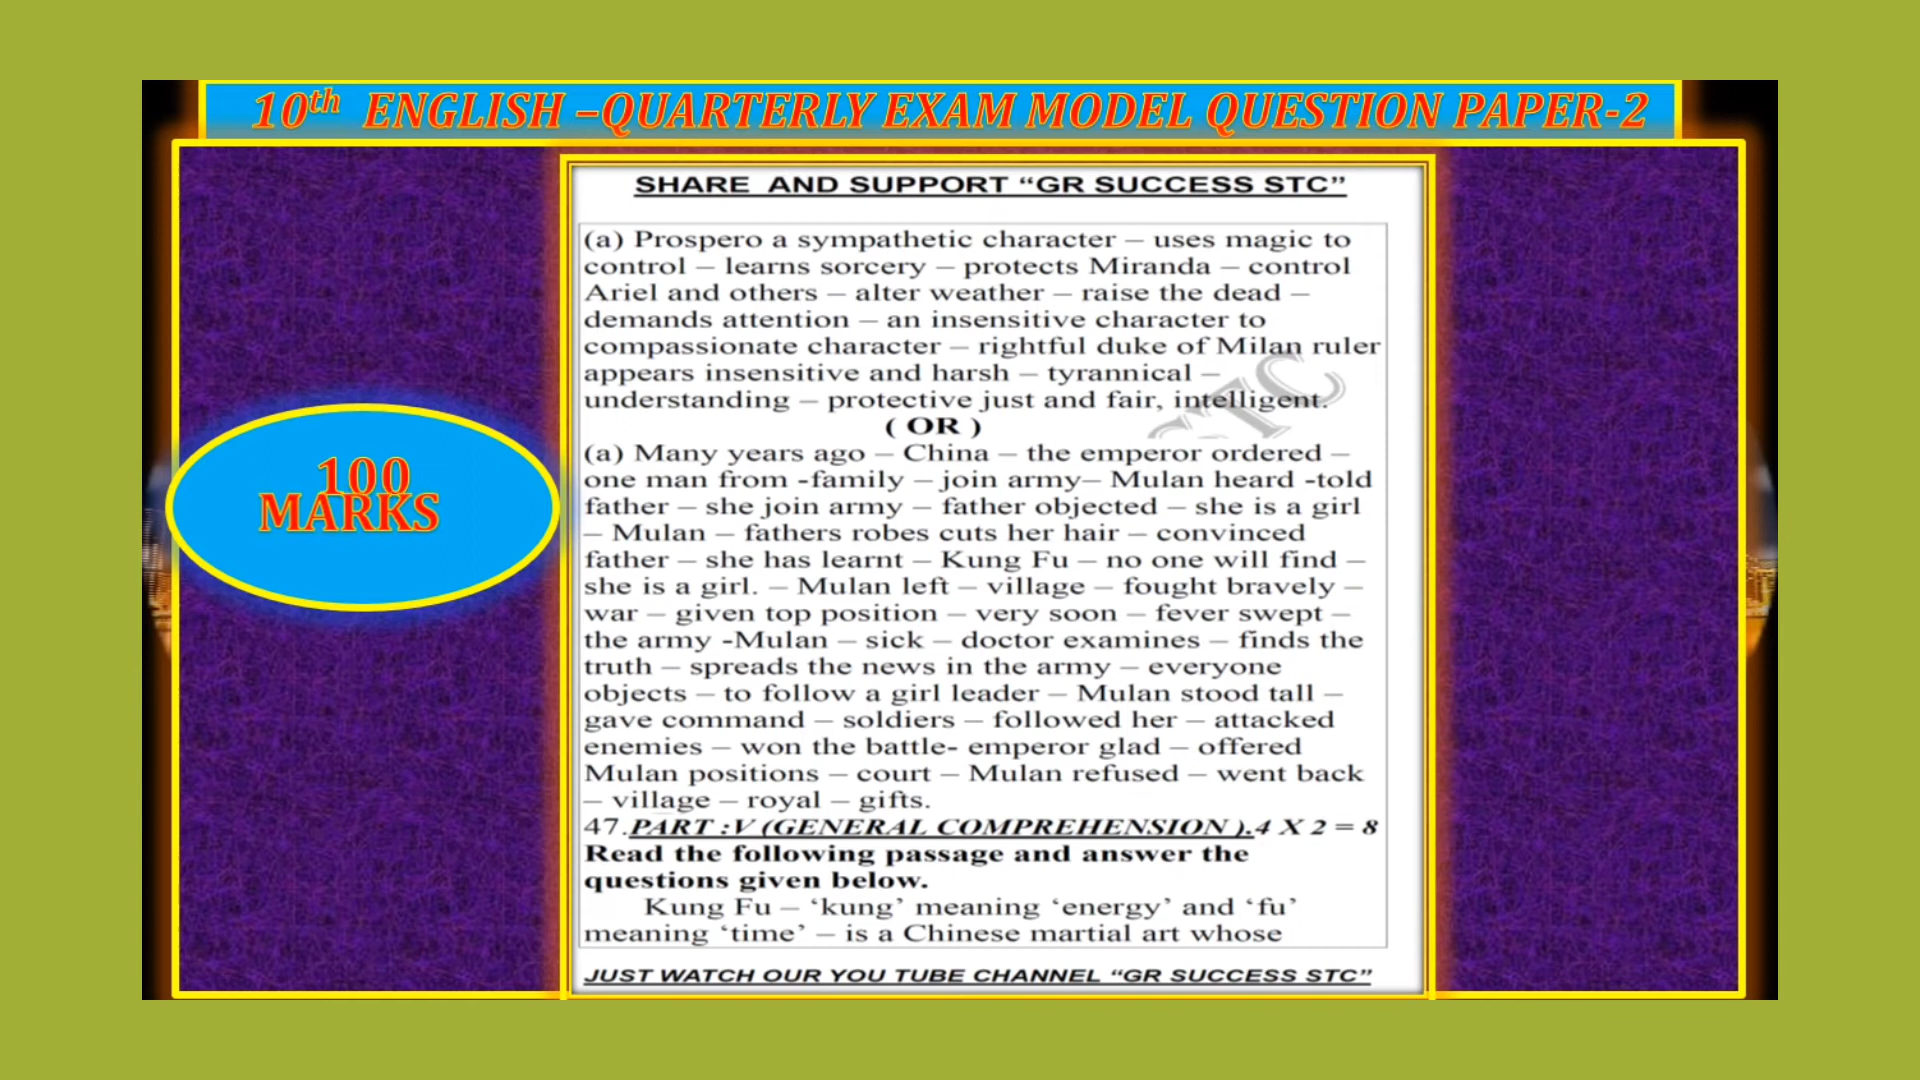 10th ENGLISH –QUARTERLY EXAM MODEL QUESTION PAPER-2
SHARE AND SUPPORT “GR SUCCESS STC”
(a) Prospero a sympathetic character – uses magic to
control – learns sorcery – protects Miranda – control
Ariel and others – alter weather – raise the dead –
demands attention – an insensitive character to
compassionate character – rightful duke of Milan ruler
appears insensitive and harsh – tyrannical –
understanding – protective just and fair, intelligent.
( OR )
(a) Many years ago – China – the emperor ordered –
one man from -family – join army– Mulan heard -told
father – she join army – father objected – she is a girl
– Mulan – fathers robes cuts her hair – convinced
father – she has learnt – Kung Fu – no one will find –
she is a girl. – Mulan left – village – fought bravely –
war – given top position – very soon – fever swept –
the army -Mulan – sick – doctor examines – finds the
truth – spreads the news in the army – everyone
objects – to follow a girl leader – Mulan stood tall –
gave command – soldiers – followed her – attacked
enemies – won the battle- emperor glad – offered
Mulan positions – court – Mulan refused – went back
– village – royal – gifts.
47.PART :V (GENERAL COMPREHENSION ).4 X 2 = 8
Read the following passage and answer the
questions given below.
Kung Fu – ‘kung’ meaning ‘energy’ and ‘fu’
meaning ‘time’ – is a Chinese martial art whose
JUST WATCH OUR YOU TUBE CHANNEL “GR SUCCESS STC”
100
MARKS
STC